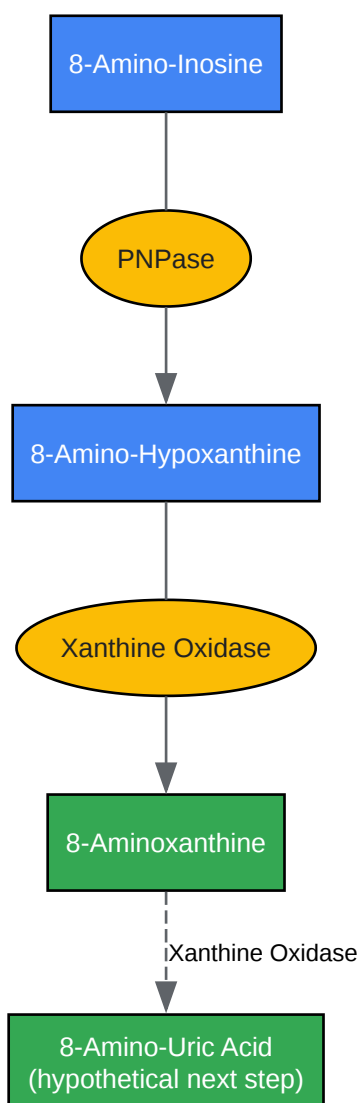 8-Amino-Inosine
PNPase
8-Amino-Hypoxanthine
Xanthine Oxidase
8-Aminoxanthine
Xanthine Oxidase
8-Amino-Uric Acid
(hypothetical next step)